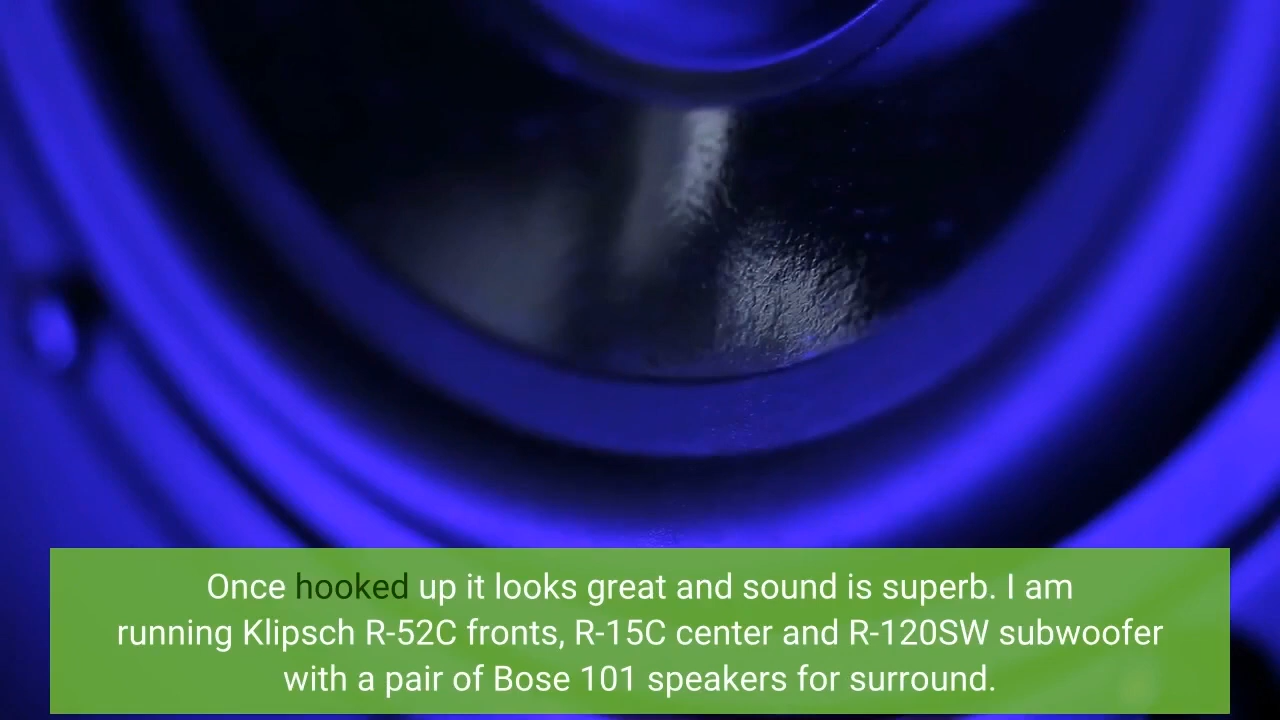 Once hooked up it looks great and sound is superb. I am
running Klipsch R-52C fronts, R-15C center and R-120SW subwoofer
with a pair of Bose 101 speakers for surround.